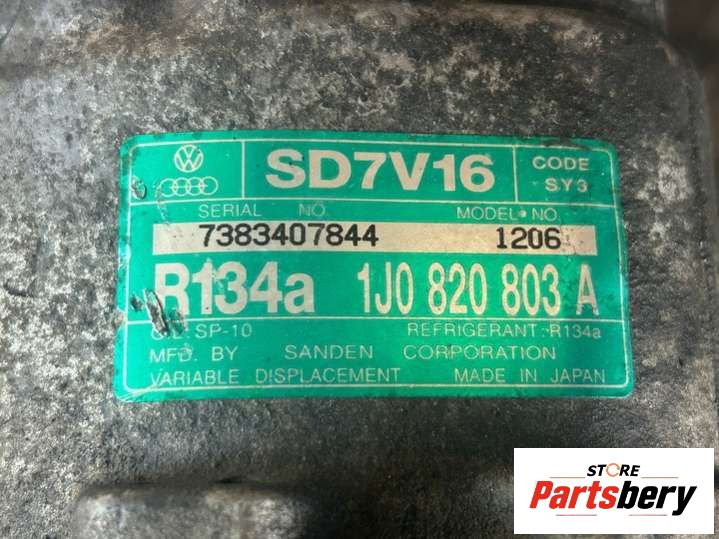 SD7V16
CODE
SY3
SERIAL NO.
MODEL NO.
7383407844
1206
R134a 1J0 820 803 A
OIL: SP-10
REFRIGERANT: R134a
MFD. BY SANDEN CORPORATION
VARIABLE DISPLACEMENT MADE IN JAPAN
STORE
Partsbery